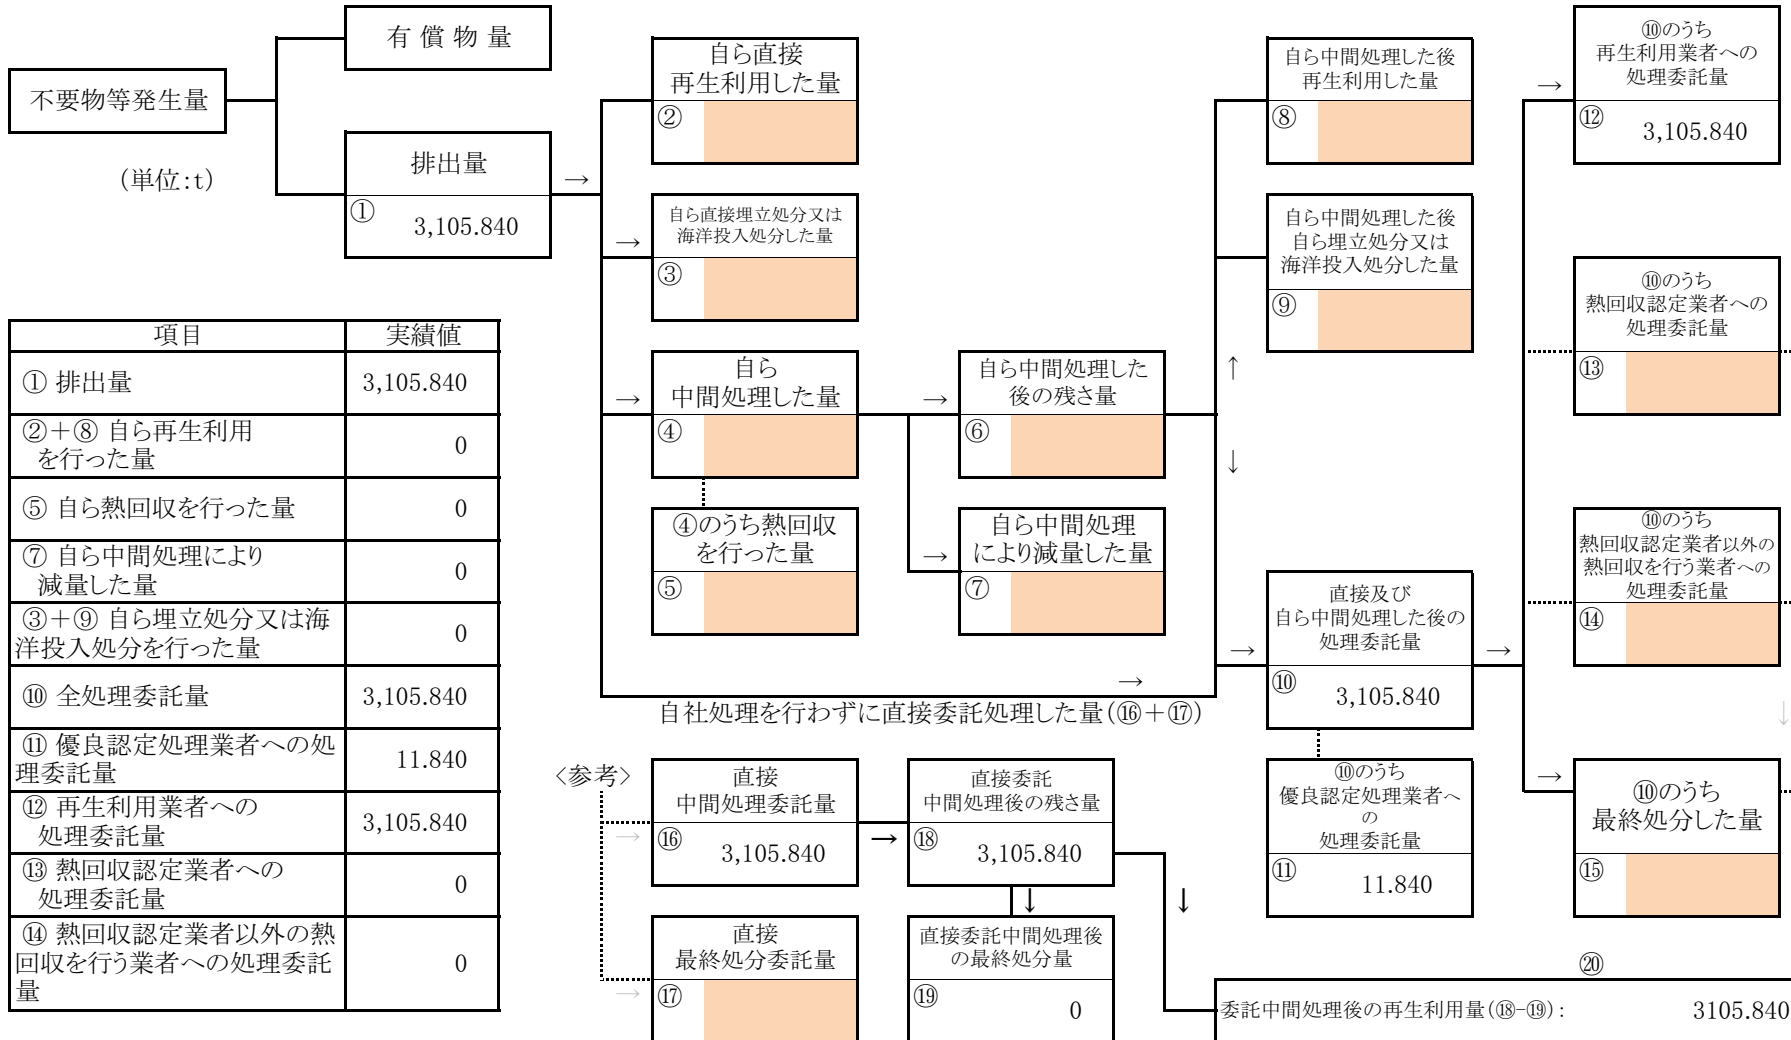 不要物等発生量
(単位:t)
有 償 物 量
排出量
→
① 3,105.840
自ら直接
再生利用した量
②
自ら直接埋立処分又は
海洋投入処分した量
→
③
自ら
中間処理した量
→
④
④のうち熱回収
を行った量
⑤
→
自ら中間処理した
後の残さ量
⑥
→
自ら中間処理
により減量した量
⑦
↑
↓
自ら中間処理した後
再生利用した量
⑧
自ら中間処理した後
自ら埋立処分又は
海洋投入処分した量
⑨
→
自社処理を行わずに直接委託処理した量(⑯+⑰)
→
直接及び
自ら中間処理した後の
処理委託量
⑩ 3,105.840
→
⑩のうち
優良認定処理業者へ
の
処理委託量
⑪ 11.840
→
⑩のうち
再生利用業者への
処理委託量
⑫ 3,105.840
⑩のうち
熱回収認定業者への
処理委託量
⑬
⑩のうち
熱回収認定業者以外の
熱回収を行う業者への
処理委託量
⑭
↓
→
⑩のうち
最終処分した量
⑮
項目 実績値
① 排出量 3,105.840
②+⑧ 自ら再生利用
を行った量 0
⑤ 自ら熱回収を行った量 0
⑦ 自ら中間処理により
減量した量 0
③+⑨ 自ら埋立処分又は海
洋投入処分を行った量 0
⑩ 全処理委託量 3,105.840
⑪ 優良認定処理業者への処
理委託量 11.840
⑫ 再生利用業者への
処理委託量 3,105.840
⑬ 熱回収認定業者への
処理委託量 0
⑭ 熱回収認定業者以外の熱
回収を行う業者への処理委託
量 0
<参考>
→
直接
中間処理委託量
⑯ 3,105.840
→
直接委託
中間処理後の残さ量
⑱ 3,105.840
↓
↓
→
直接
最終処分委託量
⑰
直接委託中間処理後
の最終処分量
⑲ 0
⑳
委託中間処理後の再生利用量(⑱-⑲): 3105.840